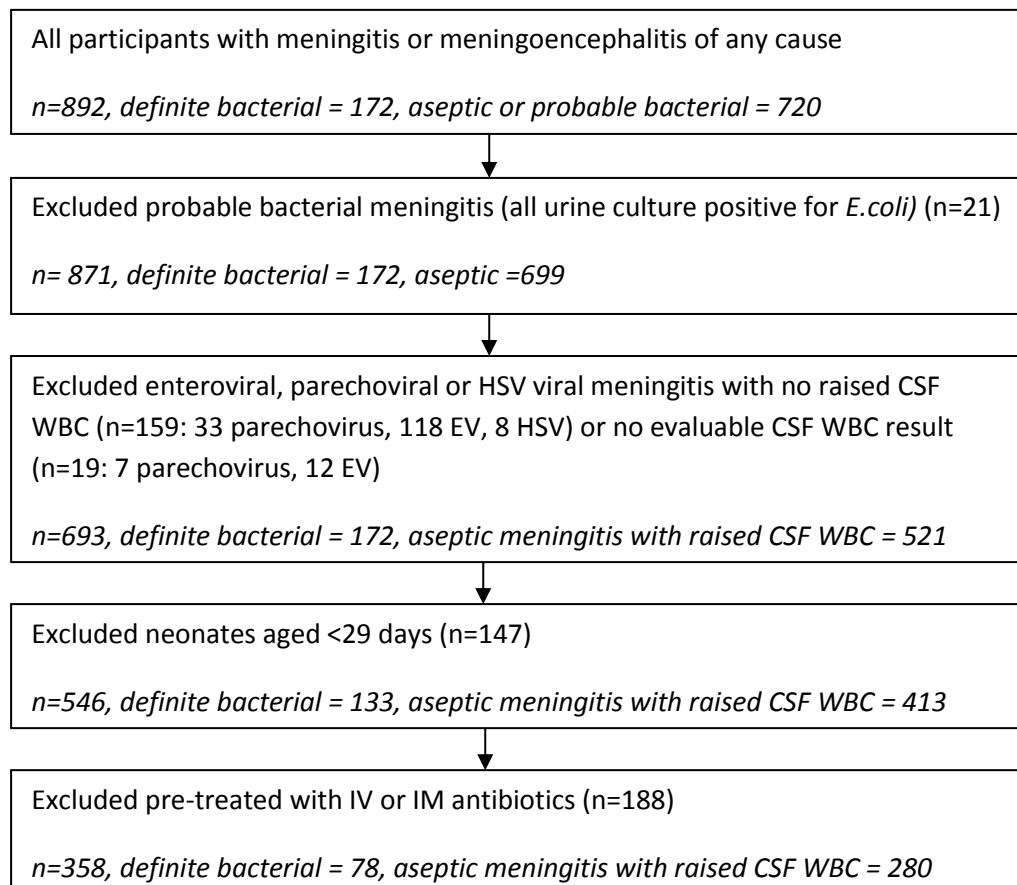 All participants with meningitis or meningoencephalitis of any cause
n=892, definite bacterial = 172, aseptic or probable bacterial = 720
Excluded probable bacterial meningitis (all urine culture positive for E.coli) (n=21)
n= 871, definite bacterial = 172, aseptic =699
Excluded enteroviral, parechoviral or HSV viral meningitis with no raised CSF
WBC (n=159: 33 parechovirus, 118 EV, 8 HSV) or no evaluable CSF WBC result
(n=19: 7 parechovirus, 12 EV)
n=693, definite bacterial = 172, aseptic meningitis with raised CSF WBC = 521
Excluded neonates aged <29 days (n=147)
n=546, definite bacterial = 133, aseptic meningitis with raised CSF WBC = 413
Excluded pre-treated with IV or IM antibiotics (n=188)
n=358, definite bacterial = 78, aseptic meningitis with raised CSF WBC = 280